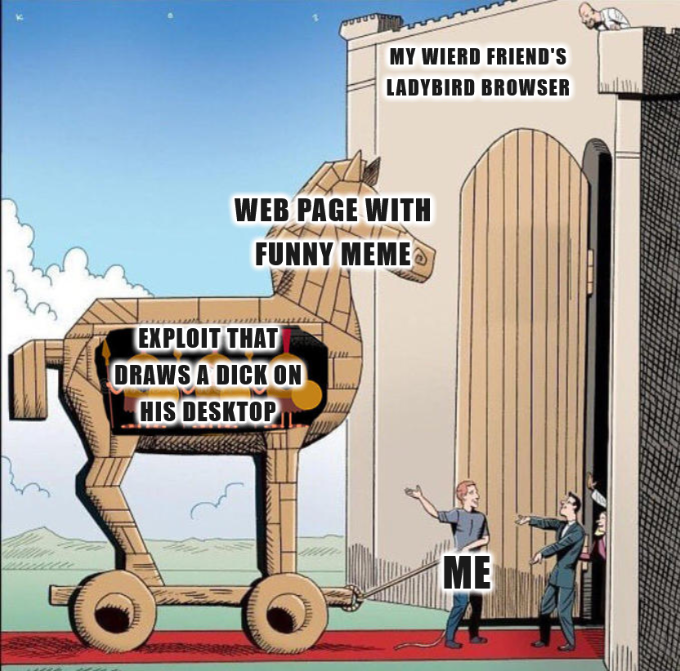 MY WIERD FRIEND'S
LADYBIRD BROWSER
WEB PAGE WITH
FUNNY MEME
EXPLOIT THAT
DRAWS A DICK ON
HIS DESKTOP
ME